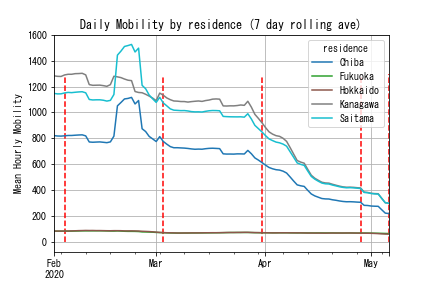 Daily Mobility by residence (7 day rolling ave)
1600
1400
1200
1000
800
600
400
200
0
Mean Hourly Mobility
residence
Chiba
Fukuoka
Hokkaido
Kanagawa
Saitama
Feb
2020
Mar
Apr
May